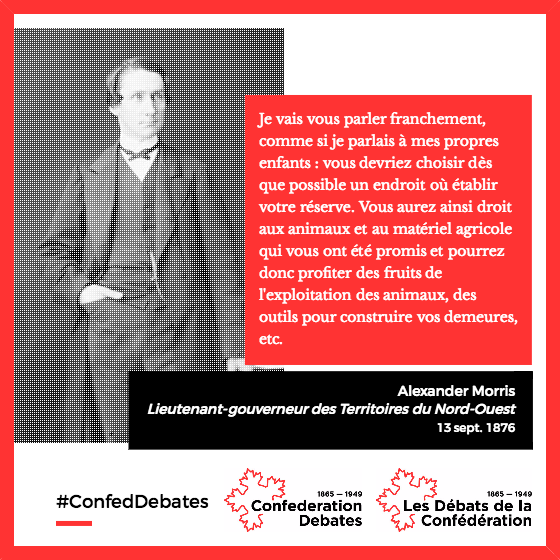 Je vais vous parler franchement,
comme si je parlais à mes propres
enfants : vous devriez choisir dès
que possible un endroit où établir
votre réserve. Vous aurez ainsi droit
aux animaux et au matériel agricole
qui vous ont été promis et pourrez
donc profiter des fruits de
l'exploitation des animaux, des
outils pour construire vos demeures,
etc.
Alexander Morris
Lieutenant-gouverneur des Territoires du Nord-Ouest
13 sept. 1876
#ConfedDebates
1865 — 1949
Confederation
Debates
1865 — 1949
Les Débats de la
Confédération